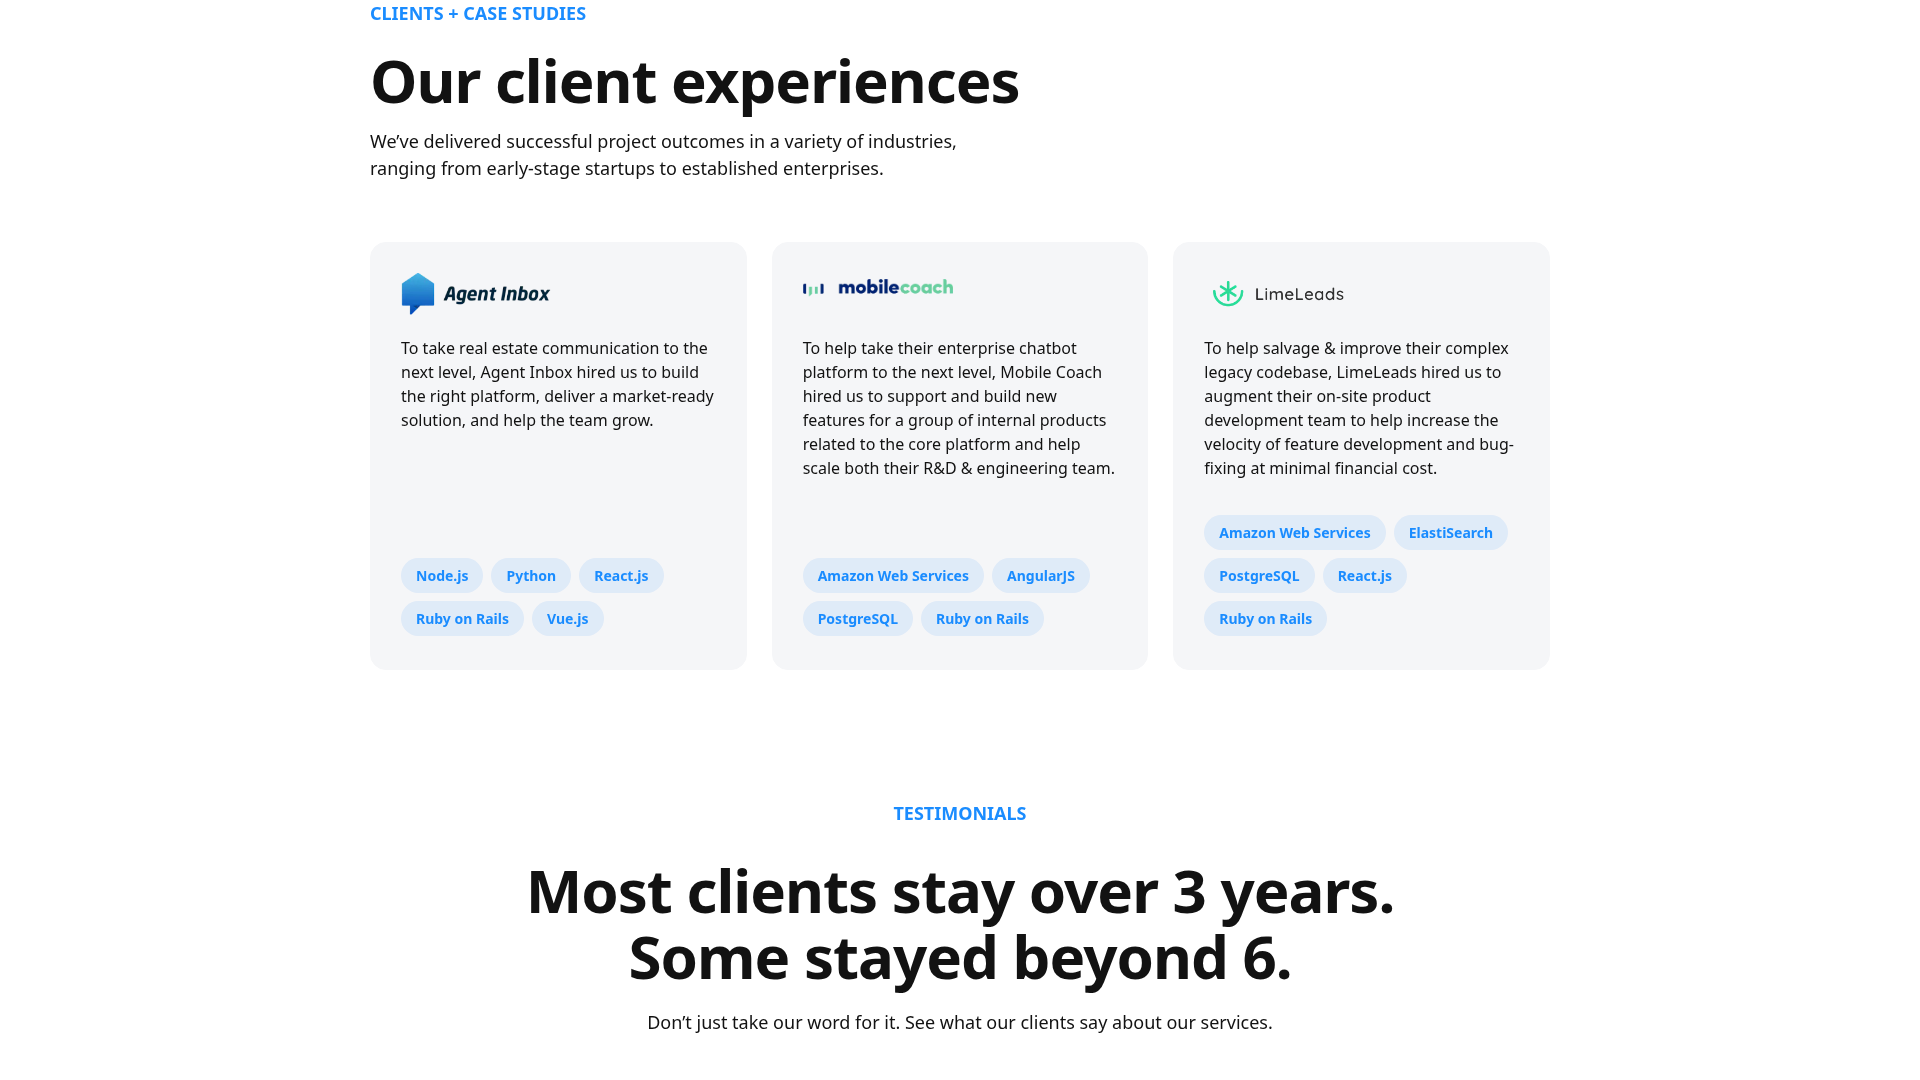 CLIENTS + CASE STUDIES
Our client experiences
We’ve delivered successful project outcomes in a variety of industries,
ranging from early-stage startups to established enterprises.
Agent Inbox
To take real estate communication to the
next level, Agent Inbox hired us to build
the right platform, deliver a market-ready
solution, and help the team grow.
Node.js Python React.js
Ruby on Rails Vue.js
mobilecoach
To help take their enterprise chatbot
platform to the next level, Mobile Coach
hired us to support and build new
features for a group of internal products
related to the core platform and help
scale both their R&D & engineering team.
Amazon Web Services AngularJS
PostgreSQL Ruby on Rails
LimeLeads
To help salvage & improve their complex
legacy codebase, LimeLeads hired us to
augment their on-site product
development team to help increase the
velocity of feature development and bug-
fixing at minimal financial cost.
Amazon Web Services ElastiSearch
PostgreSQL React.js
Ruby on Rails
TESTIMONIALS
Most clients stay over 3 years.
Some stayed beyond 6.
Don’t just take our word for it. See what our clients say about our services.